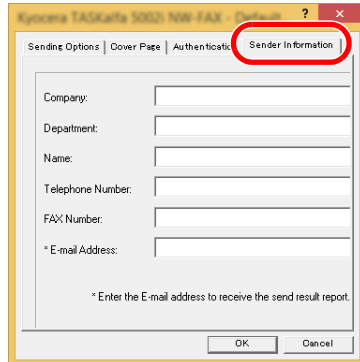 Kyocera TASKalfa 5002i NW-FAX - Default... ? ×
Sending Options Cover Page Authentication Sender Information
Company:
Department:
Name:
Telephone Number:
FAX Number:
* E-mail Address:
* Enter the E-mail address to receive the send result report.
OK Cancel